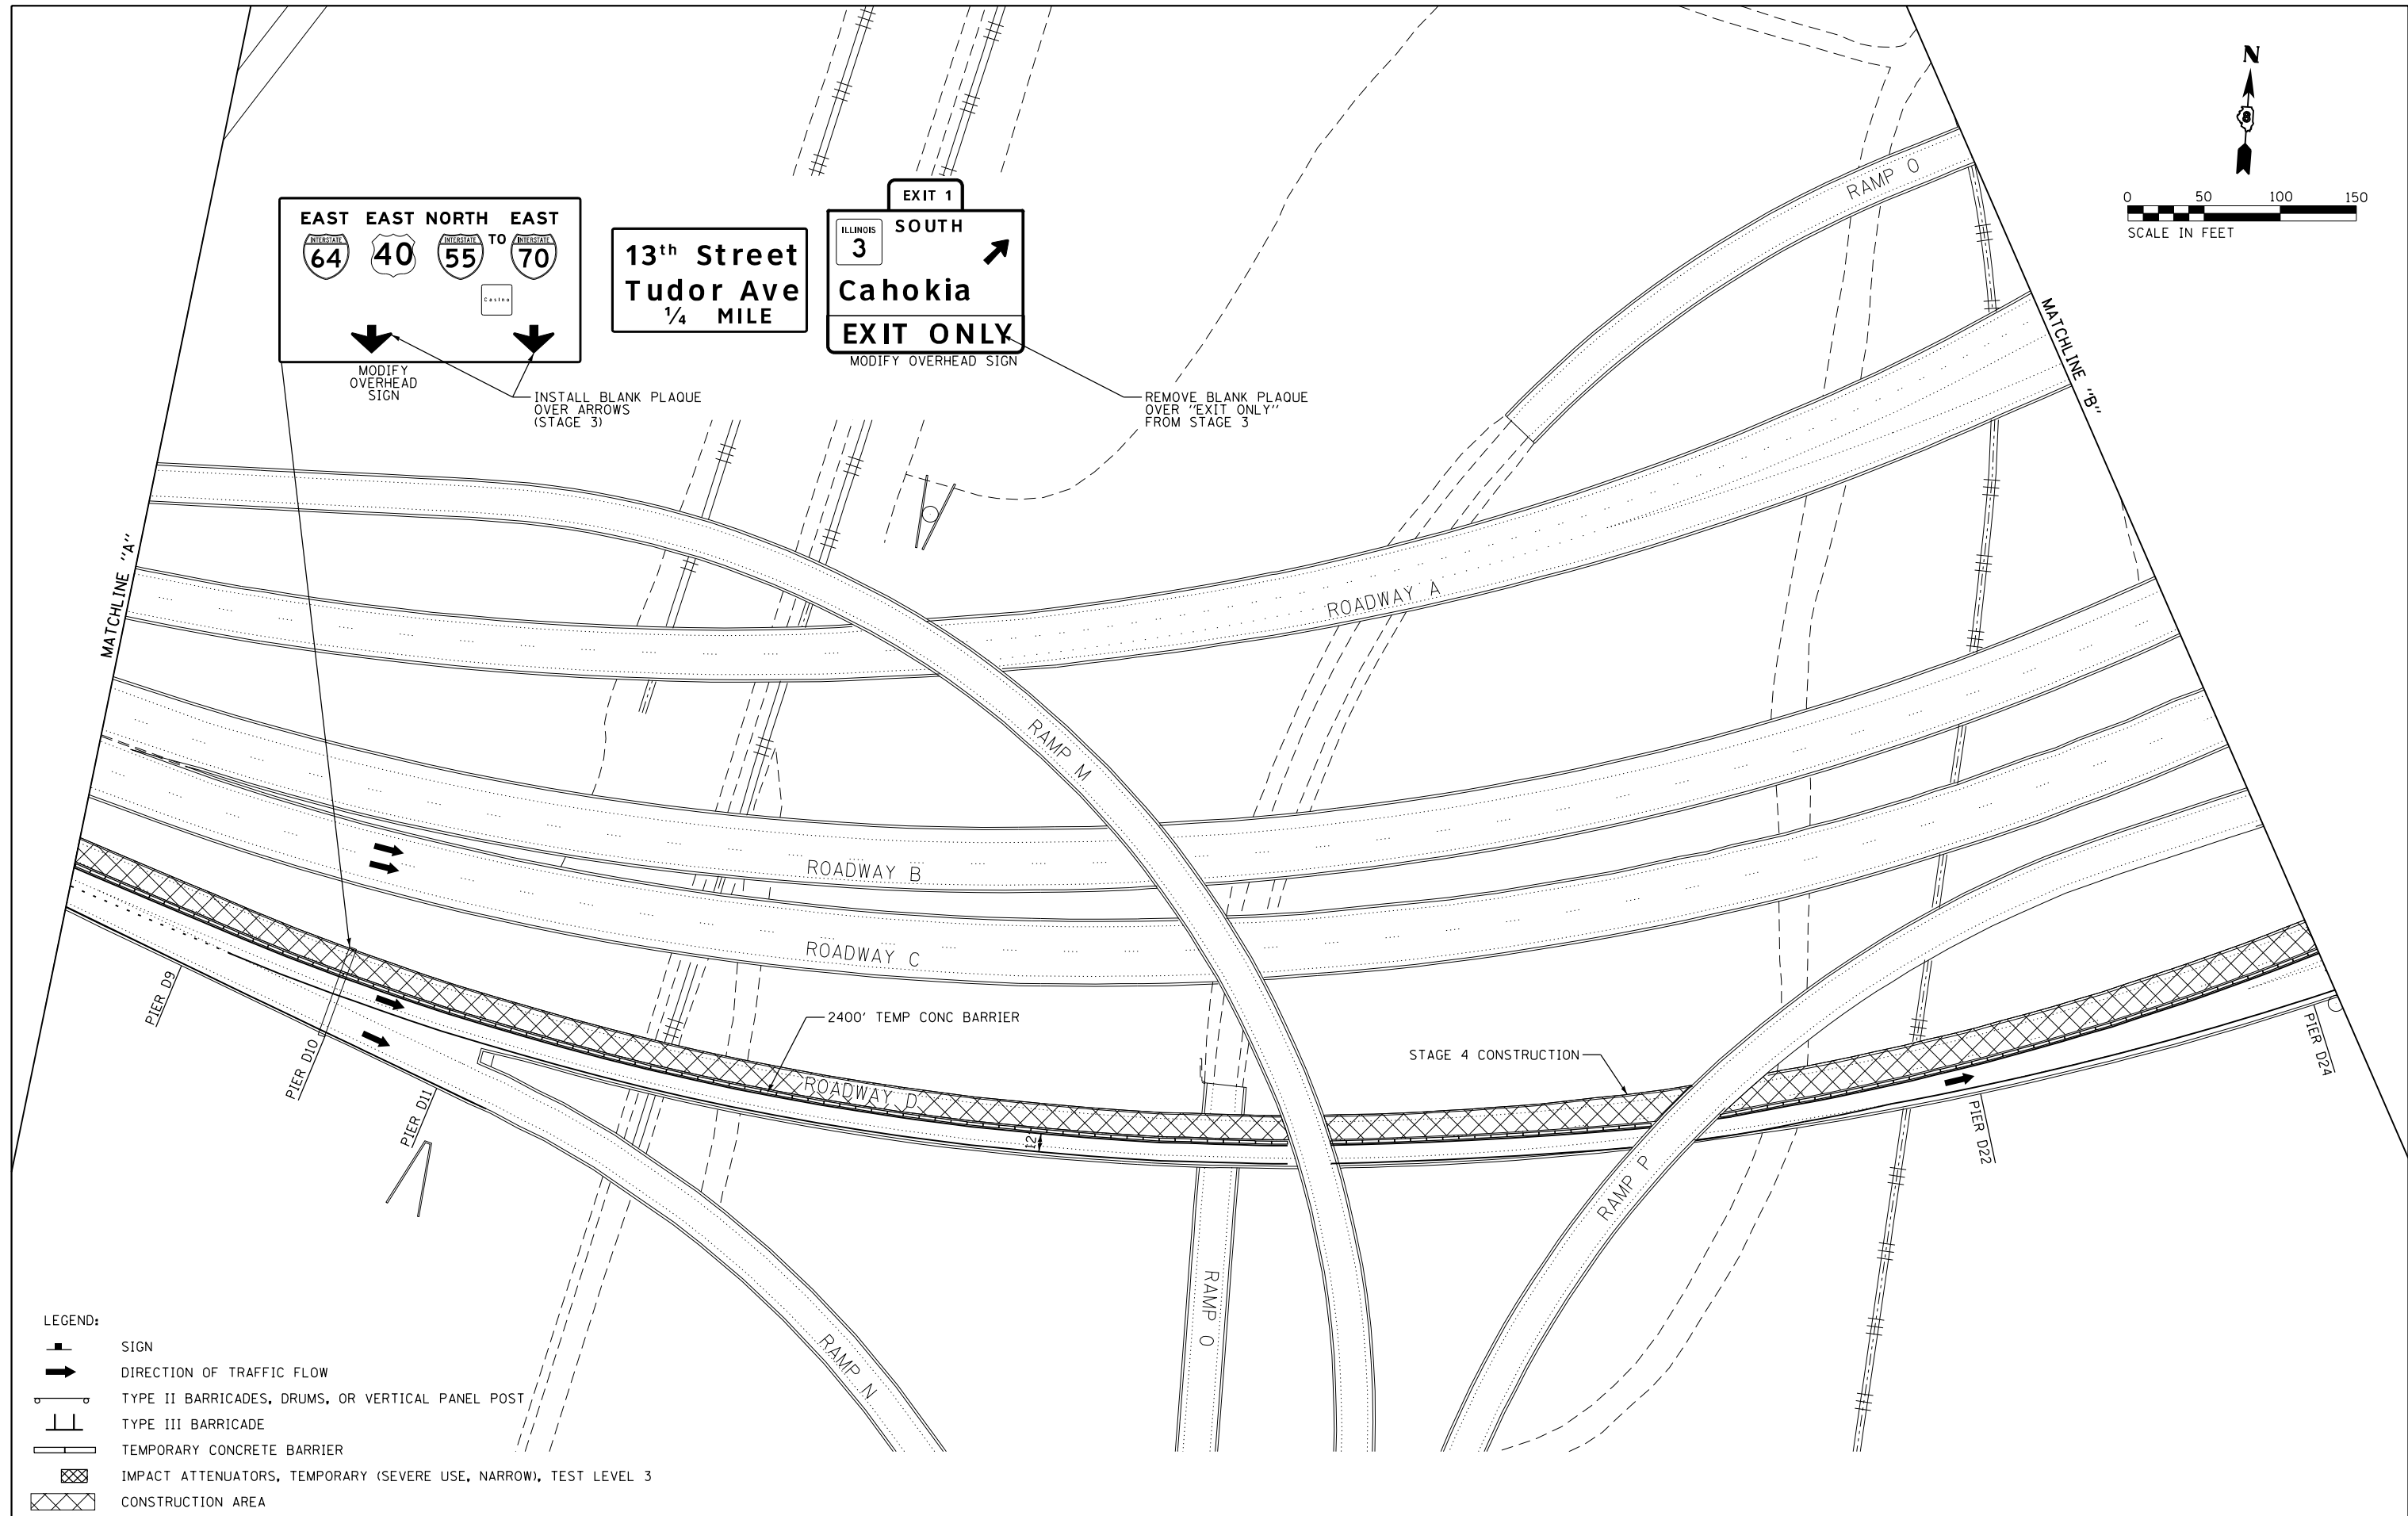 N
8
0 50 100 150
SCALE IN FEET
EAST EAST NORTH EAST
INTERSTATE 64
40
INTERSTATE 55
TO
INTERSTATE 70
Casino
MODIFY
OVERHEAD
SIGN
INSTALL BLANK PLAQUE
OVER ARROWS
(STAGE 3)
13th Street
Tudor Ave
1/4 MILE
EXIT 1
ILLINOIS
3
SOUTH
Cahokia
EXIT ONLY
MODIFY OVERHEAD SIGN
REMOVE BLANK PLAQUE
OVER "EXIT ONLY"
FROM STAGE 3
MATCHLINE "A"
MATCHLINE "B"
RAMP O
ROADWAY A
RAMP M
ROADWAY B
ROADWAY C
PIER D9
PIER D10
PIER D11
2400' TEMP CONC BARRIER
ROADWAY D
12'
STAGE 4 CONSTRUCTION
PIER D22
PIER D24
RAMP P
RAMP O
RAMP N
LEGEND:
SIGN
DIRECTION OF TRAFFIC FLOW
TYPE II BARRICADES, DRUMS, OR VERTICAL PANEL POST
TYPE III BARRICADE
TEMPORARY CONCRETE BARRIER
IMPACT ATTENUATORS, TEMPORARY (SEVERE USE, NARROW), TEST LEVEL 3
CONSTRUCTION AREA